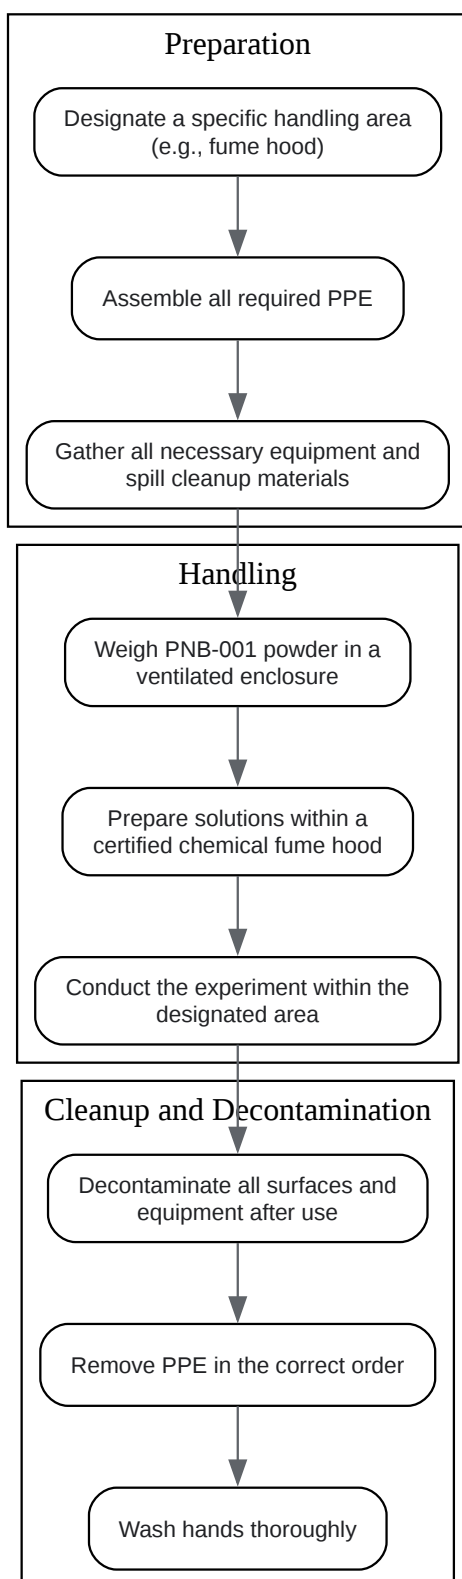 Preparation
Designate a specific handling area
(e.g., fume hood)
Assemble all required PPE
Gather all necessary equipment and
spill cleanup materials
Handling
Weigh PNB-001 powder in a
ventilated enclosure
Prepare solutions within a
certified chemical fume hood
Conduct the experiment within the
designated area
Cleanup and Decontamination
Decontaminate all surfaces and
equipment after use
Remove PPE in the correct order
Wash hands thoroughly